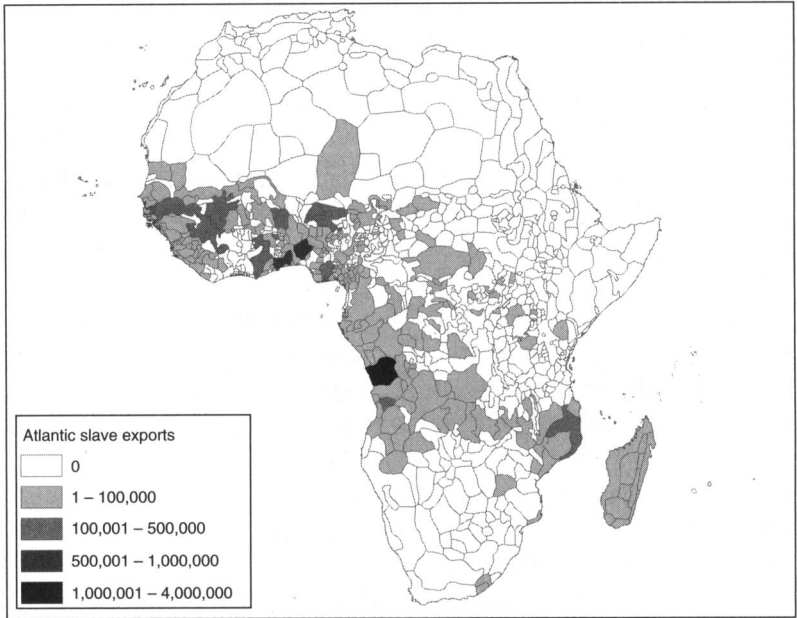 Atlantic slave exports
0
1 – 100,000
100,001 – 500,000
500,001 – 1,000,000
1,000,001 – 4,000,000